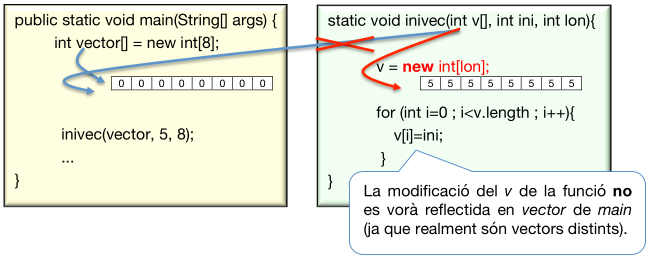 public static void main(String[] args) {
int vector[] = new int[8];
0 0 0 0 0 0 0 0
inivec(vector, 5, 8);
...
}
static void inivec(int v[], int ini, int lon){
v = new int[lon];
5 5 5 5 5 5 5 5
for (int i=0 ; i<v.length ; i++){
v[i]=ini;
}
}
La modificació del v de la funció no
es vorà reflectida en vector de main
(ja que realment són vectors distints).